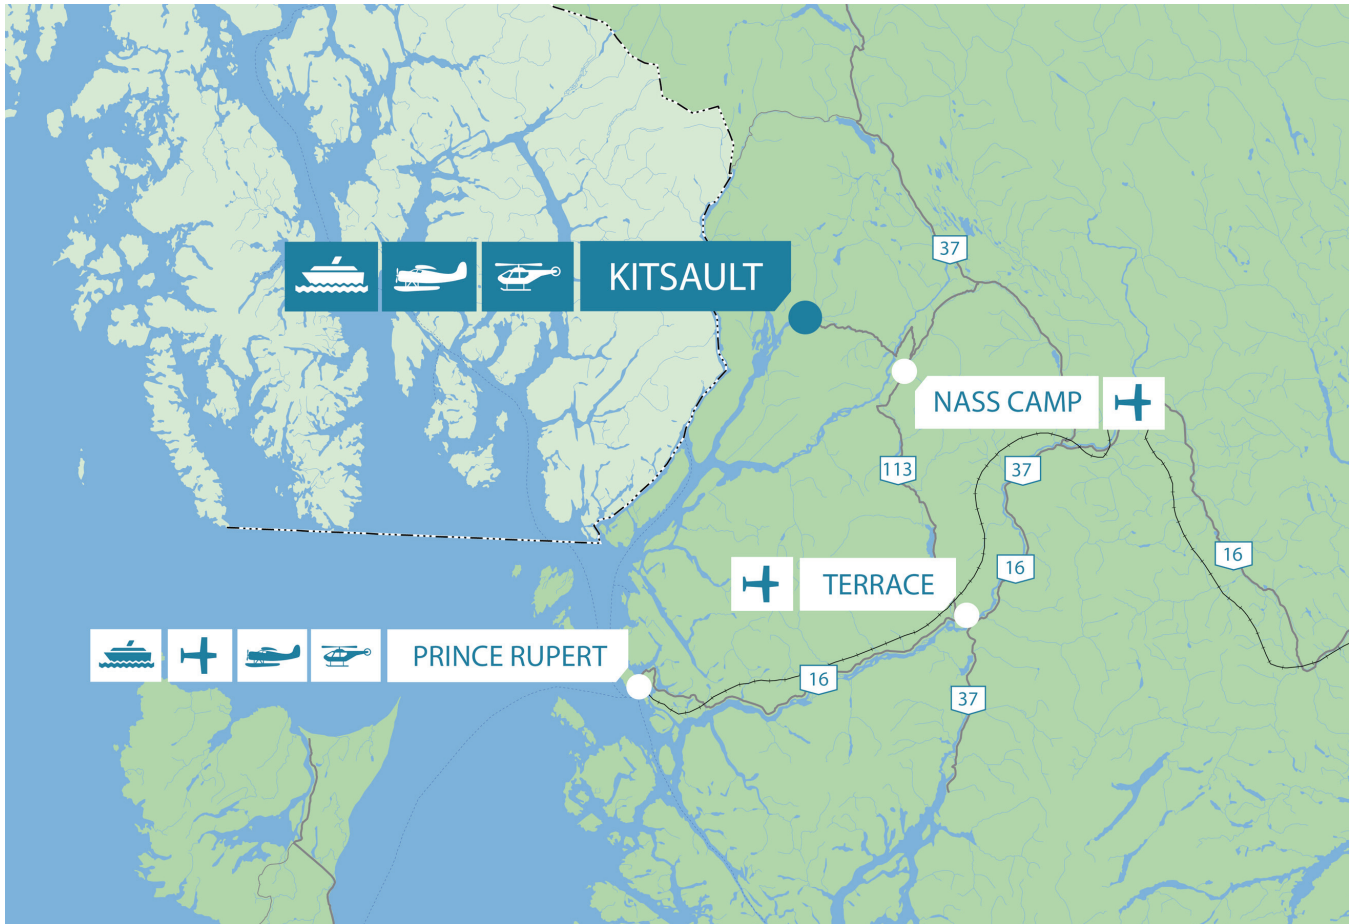 37
KITSAULT
NASS CAMP
113
37
16
16
TERRACE
PRINCE RUPERT
16
37